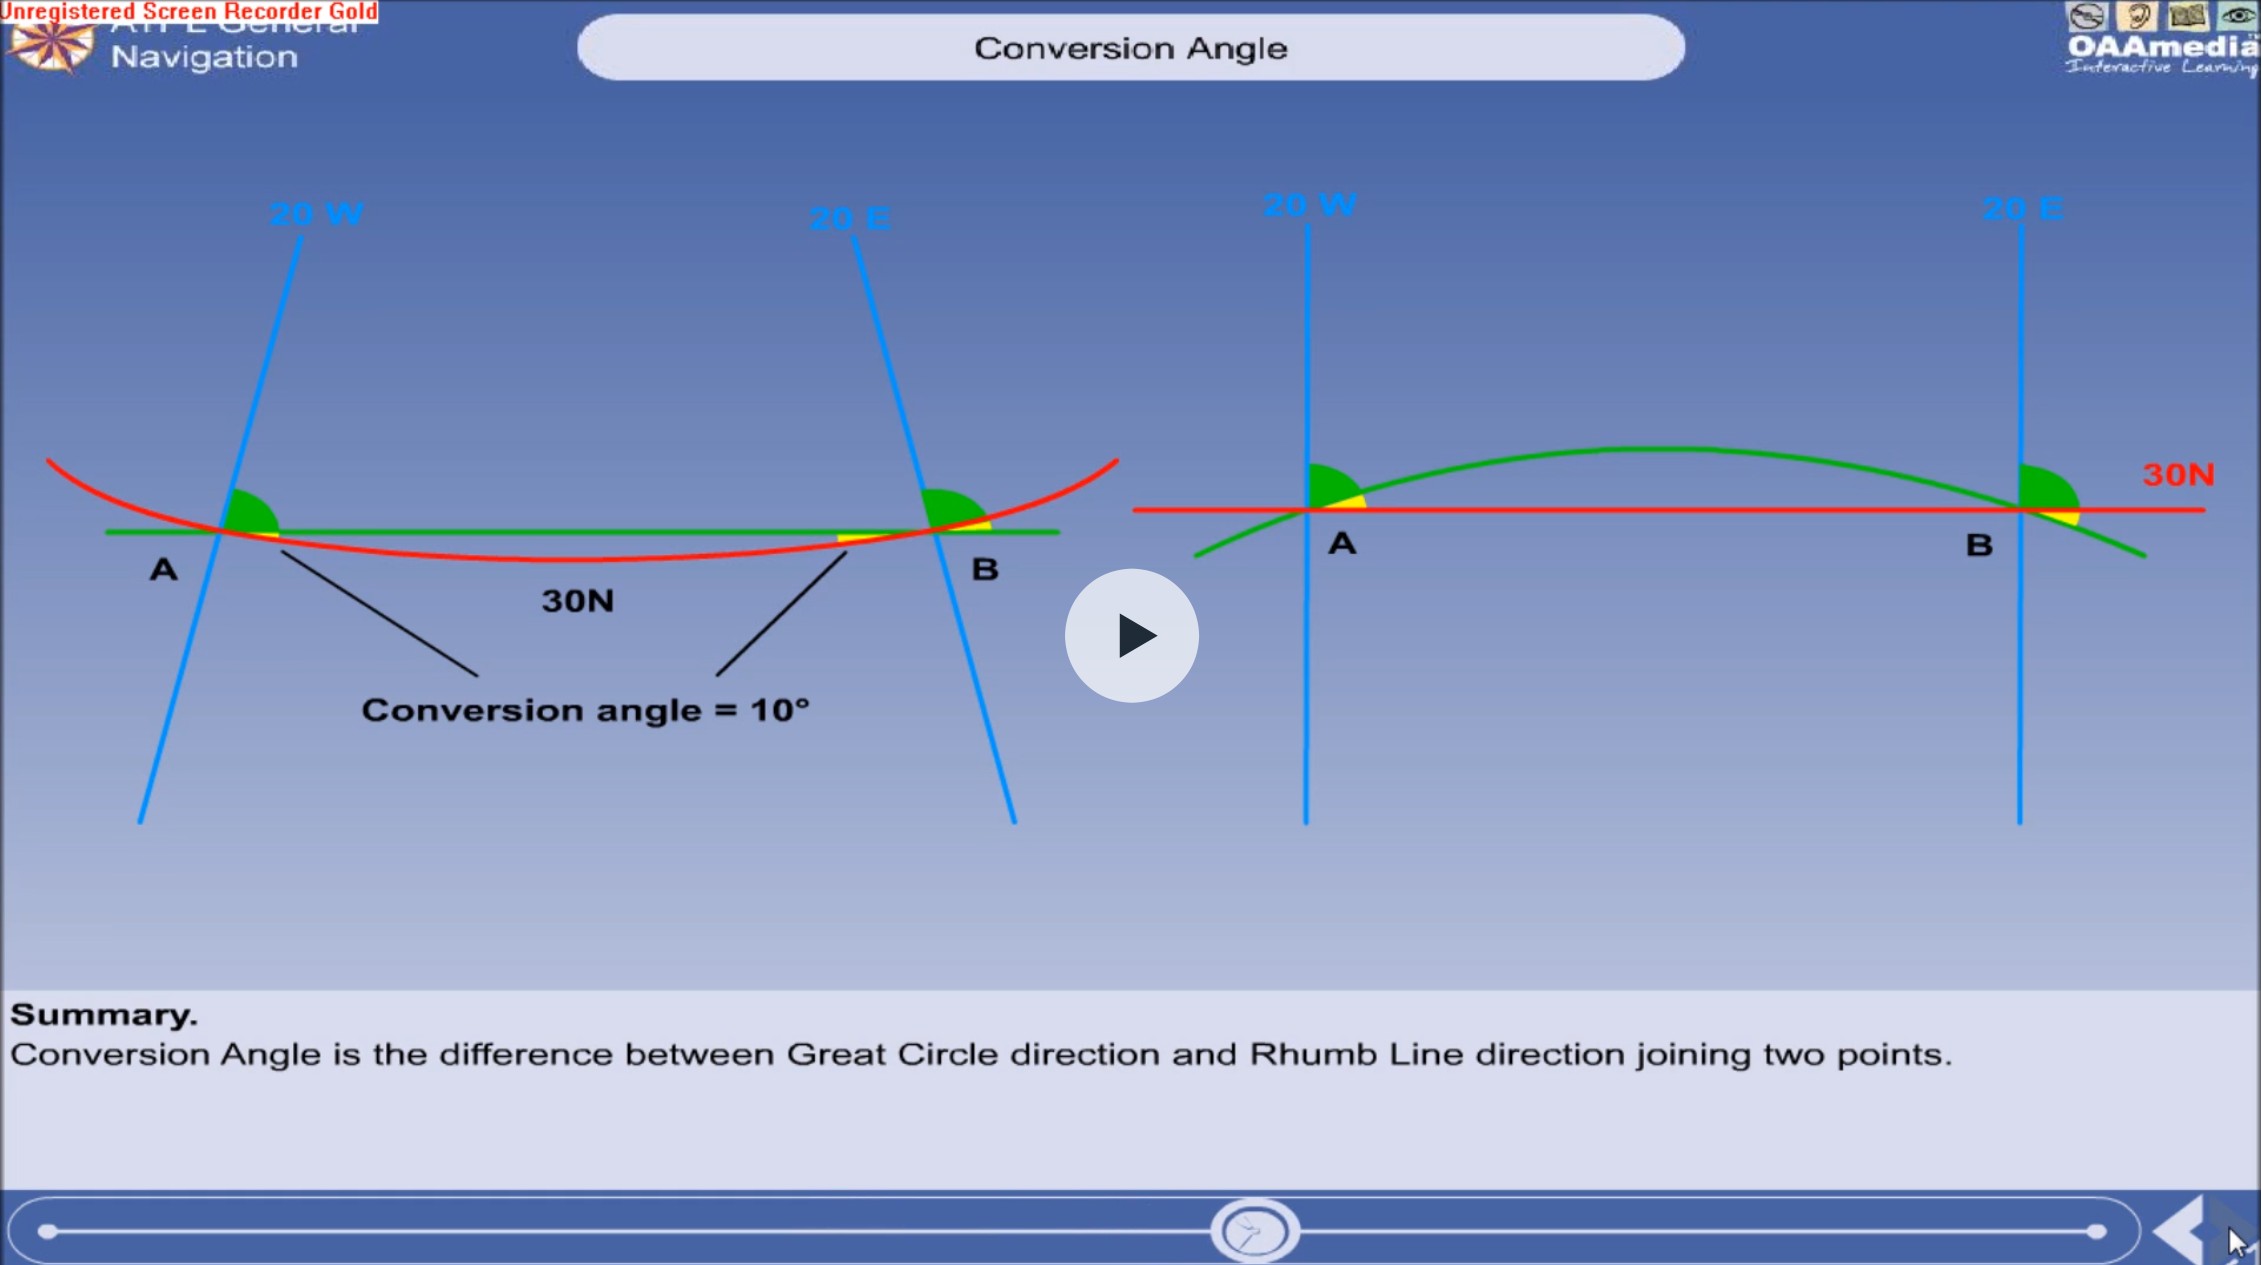 Unregistered Screen Recorder Gold
ATPL General
Navigation
Conversion Angle
OAAmedia
Interactive Learning
20 W
20 E
20 W
20 E
30N
A
B
A
B
30N
Conversion angle = 10°
Summary.
Conversion Angle is the difference between Great Circle direction and Rhumb Line direction joining two points.